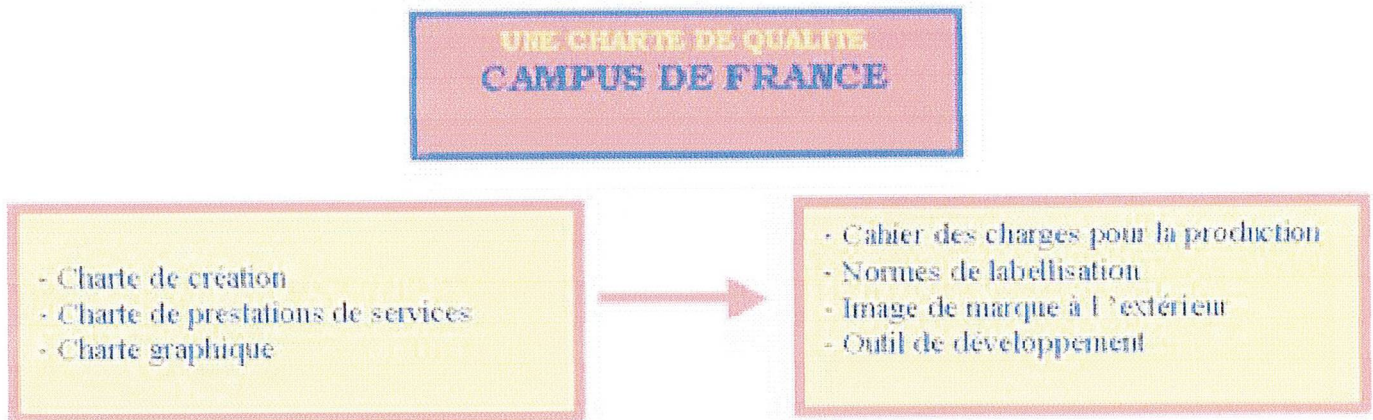 UNE CHARTE DE QUALITE
CAMPUS DE FRANCE
- Charte de création
- Charte de prestations de services
- Charte graphique
- Cahier des charges pour la production
- Normes de labellisation
- Image de marque à l 'extérieur
- Outil de développement